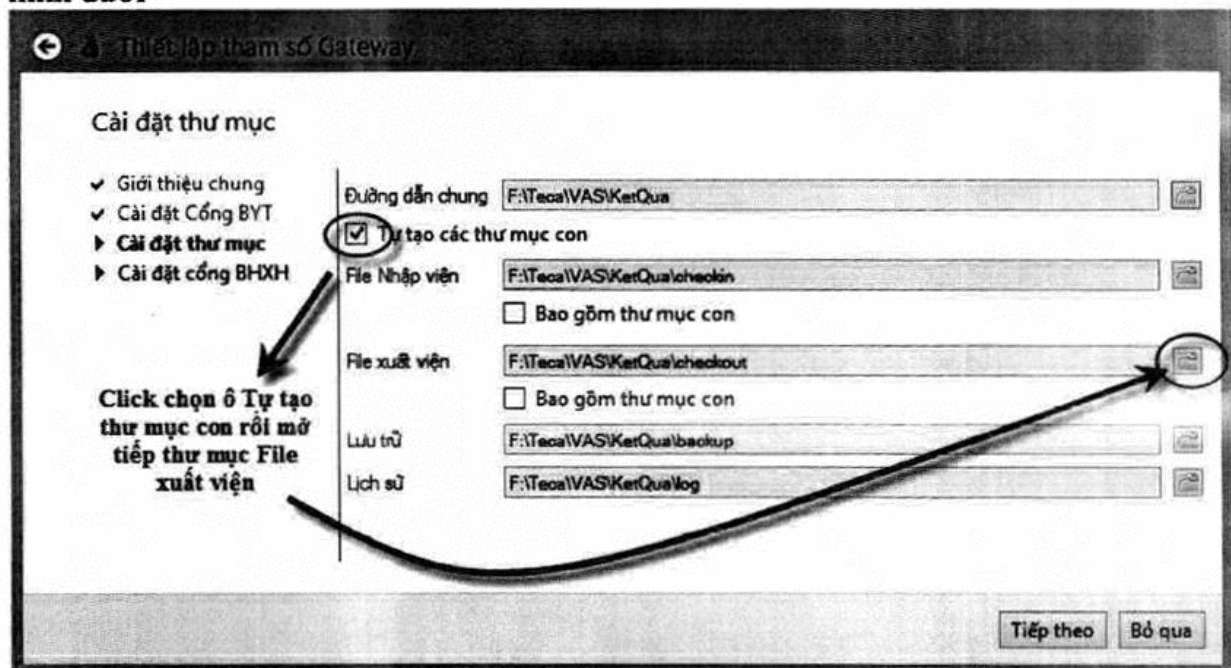 Thiết lập tham số Gateway
Cài đặt thư mục
✓ Giới thiệu chung
✓ Cài đặt Cổng BYT
▶ Cài đặt thư mục
▶ Cài đặt cổng BHXH
Đường dẫn chung F:\Teca\VAS\KetQua
Tự tạo các thư mục con
File Nhập viện F:\Teca\VAS\KetQua\checkin
Bao gồm thư mục con
File xuất viện F:\Teca\VAS\KetQua\checkout
Bao gồm thư mục con
Lưu trữ F:\Teca\VAS\KetQua\backup
Lịch sử F:\Teca\VAS\KetQua\log
Click chọn ô Tự tạo
thư mục con rồi mở
tiếp thư mục File
xuất viện
Tiếp theo Bỏ qua